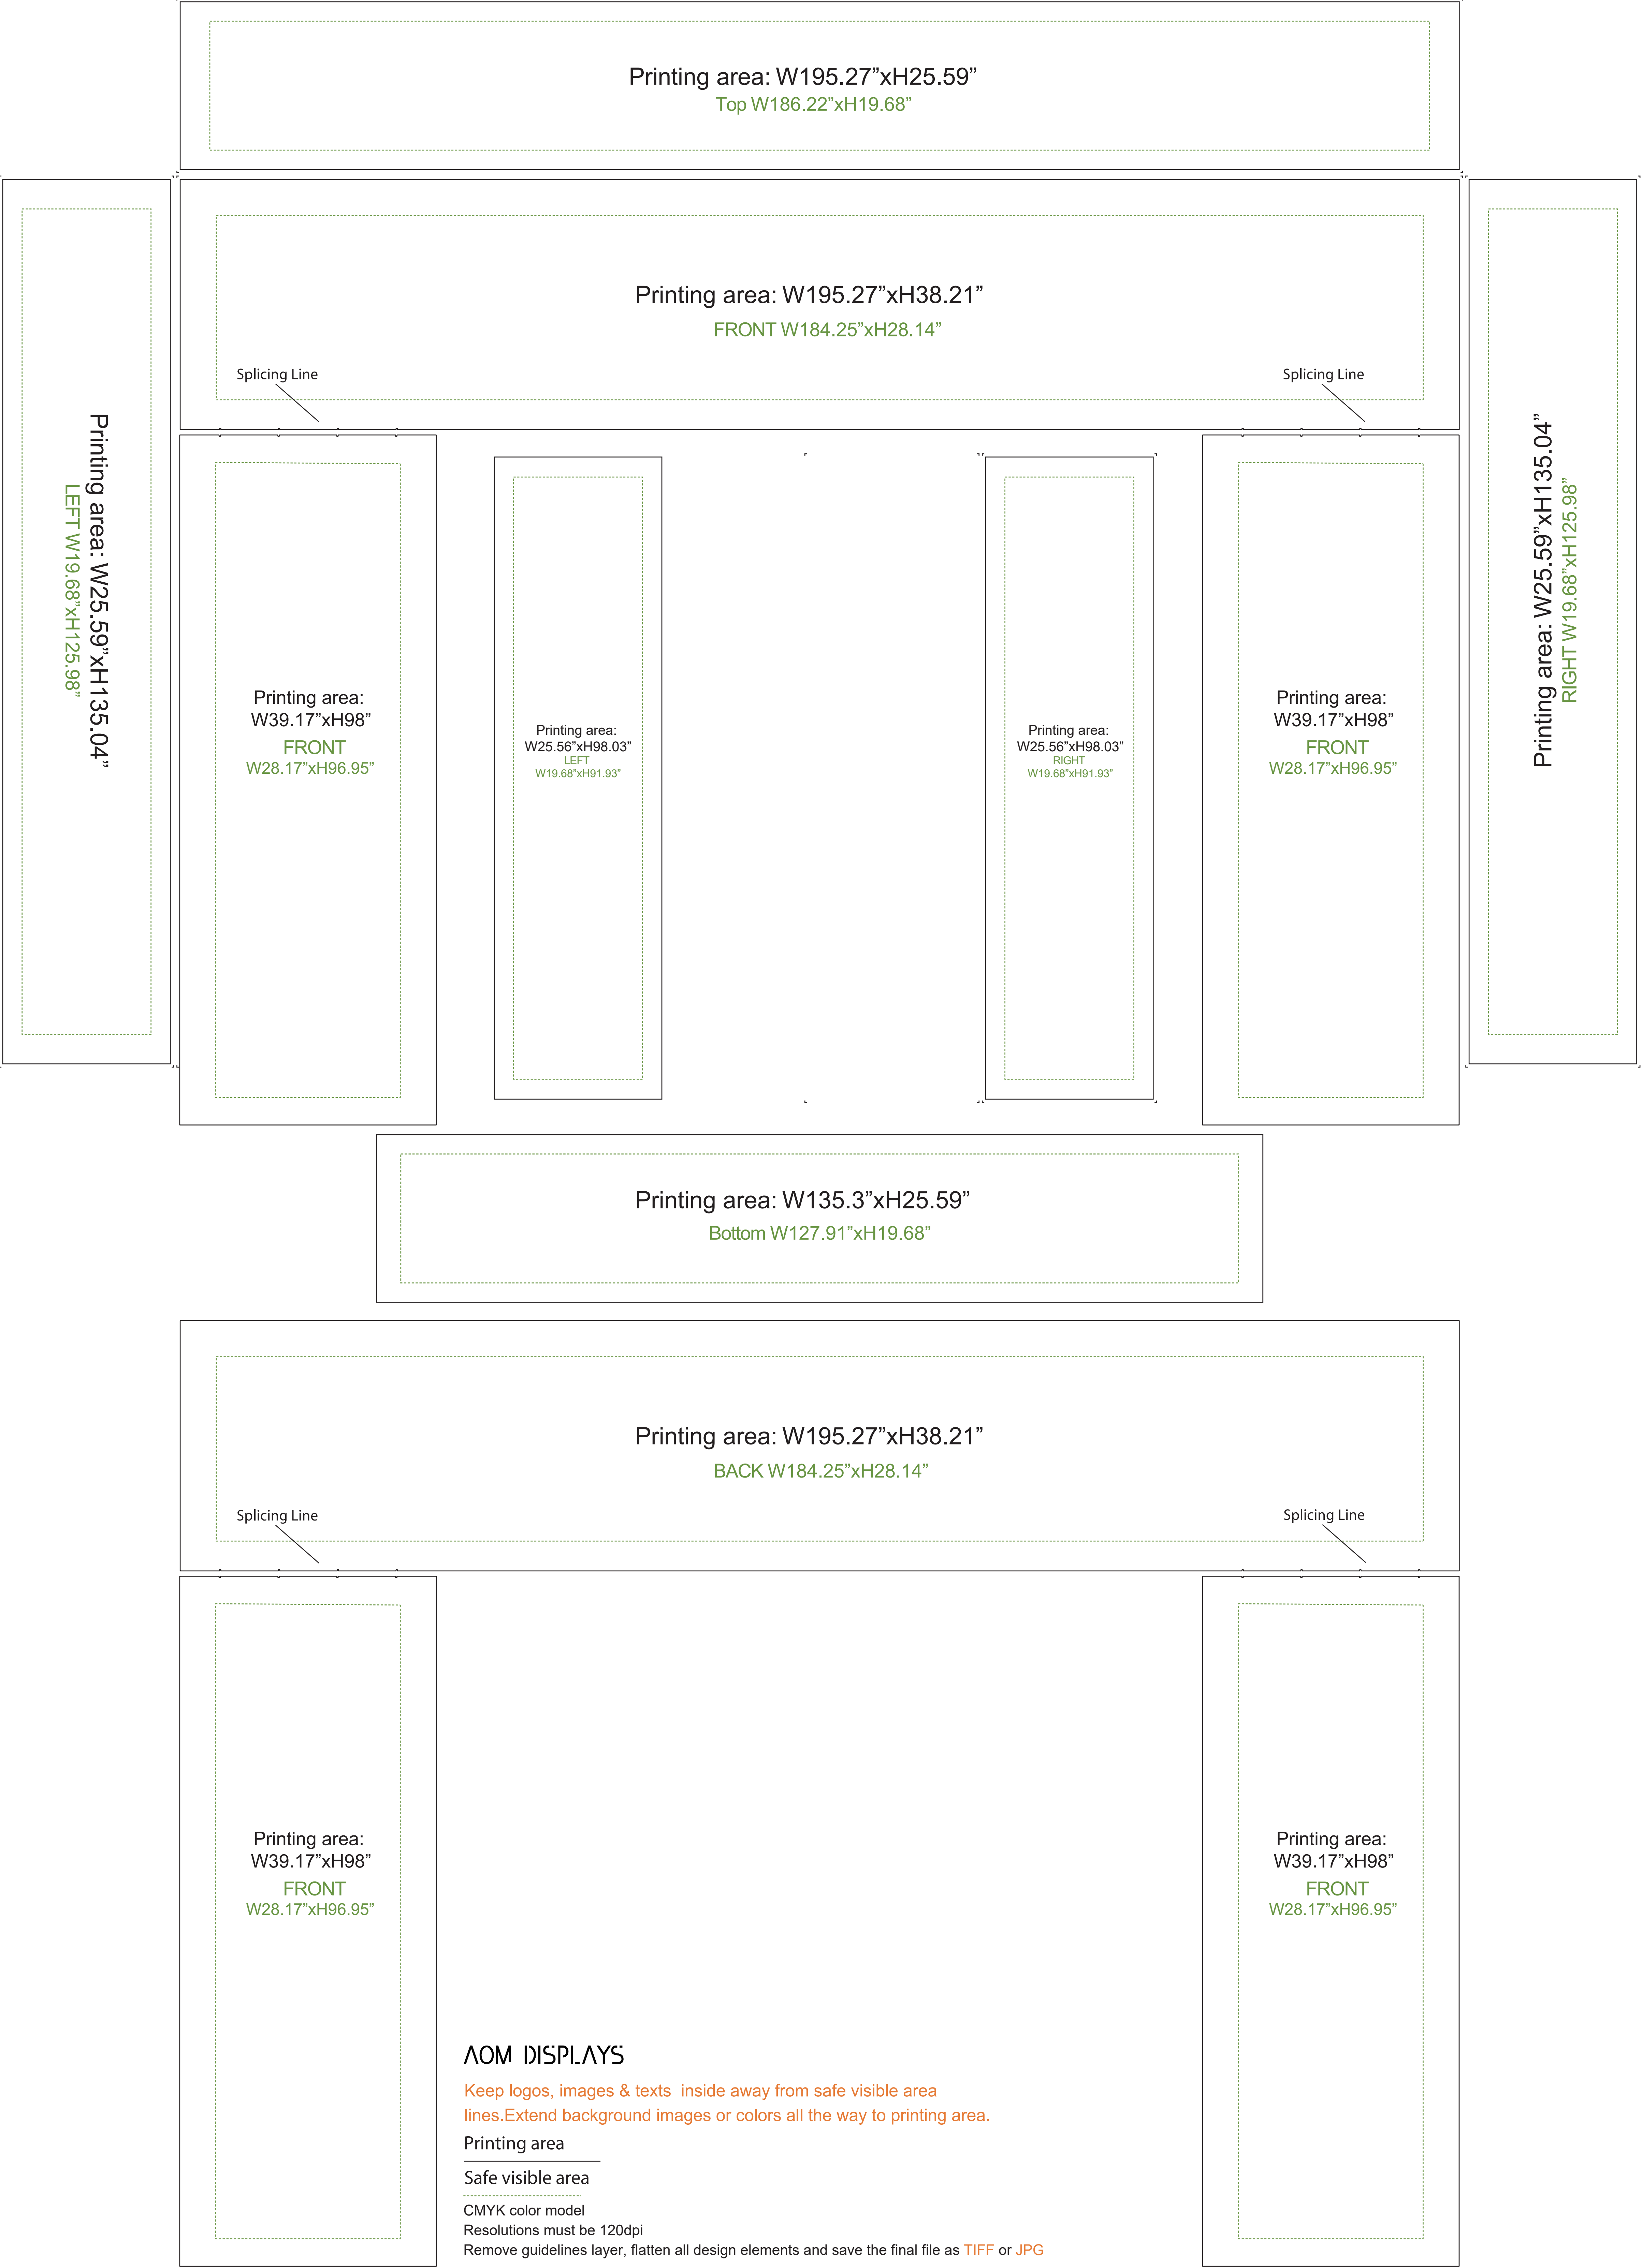 Printing area: W195.27”xH25.59”
Top W186.22”xH19.68”
Printing area: W195.27”xH38.21”
FRONT W184.25”xH28.14”
Splicing Line
Splicing Line
Printing area: W25.59”xH135.04”
LEFT W19.68”xH125.98”
Printing area:
W39.17”xH98”
FRONT
W28.17”xH96.95”
Printing area:
W25.56”xH98.03”
LEFT
W19.68”xH91.93”
Printing area:
W25.56”xH98.03”
RIGHT
W19.68”xH91.93”
Printing area:
W39.17”xH98”
FRONT
W28.17”xH96.95”
Printing area: W25.59”xH135.04”
RIGHT W19.68”xH125.98”
Printing area: W135.3”xH25.59”
Bottom W127.91”xH19.68”
Printing area: W195.27”xH38.21”
BACK W184.25”xH28.14”
Splicing Line
Splicing Line
Printing area:
W39.17”xH98”
FRONT
W28.17”xH96.95”
Printing area:
W39.17”xH98”
FRONT
W28.17”xH96.95”
AOM DISPLAYS
Keep logos, images & texts  inside away from safe visible area
lines.Extend background images or colors all the way to printing area.
Printing area
Safe visible area
CMYK color model
Resolutions must be 120dpi
Remove guidelines layer, flatten all design elements and save the final file as TIFF or JPG